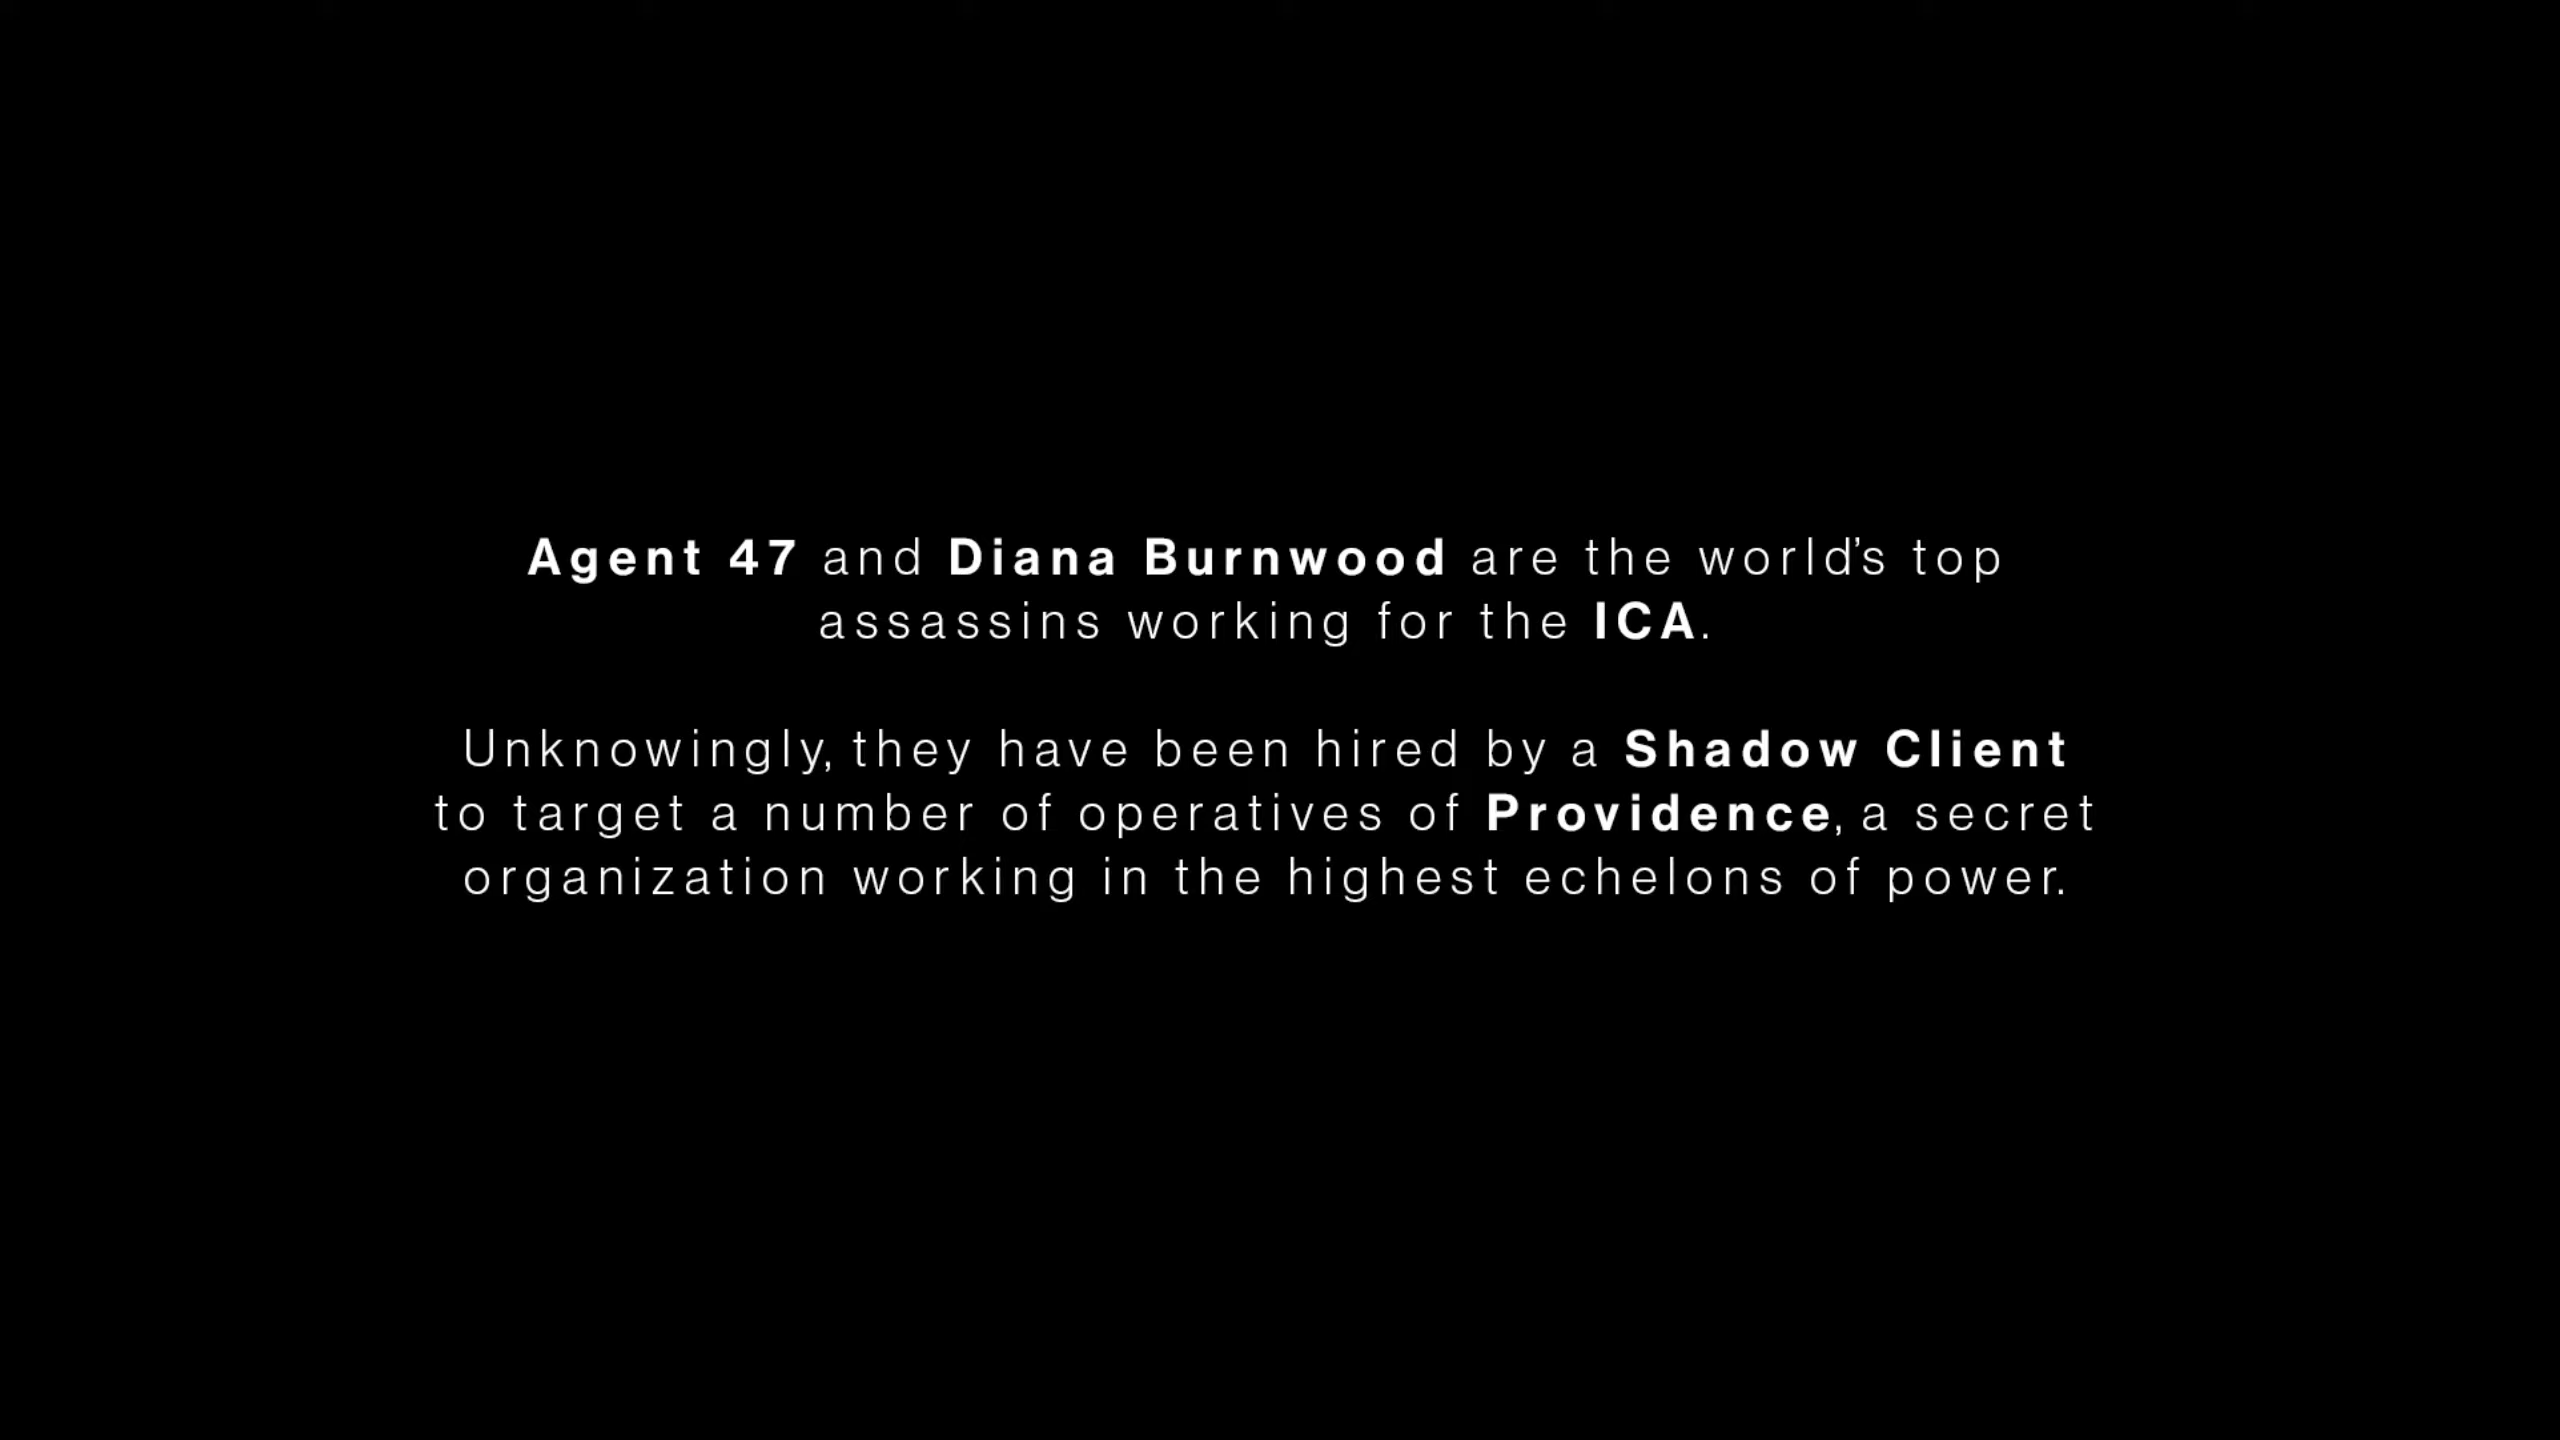 Agent 47 and Diana Burnwood are the world’s top
assassins working for the ICA.
Unknowingly, they have been hired by a Shadow Client
to target a number of operatives of Providence, a secret
organization working in the highest echelons of power.